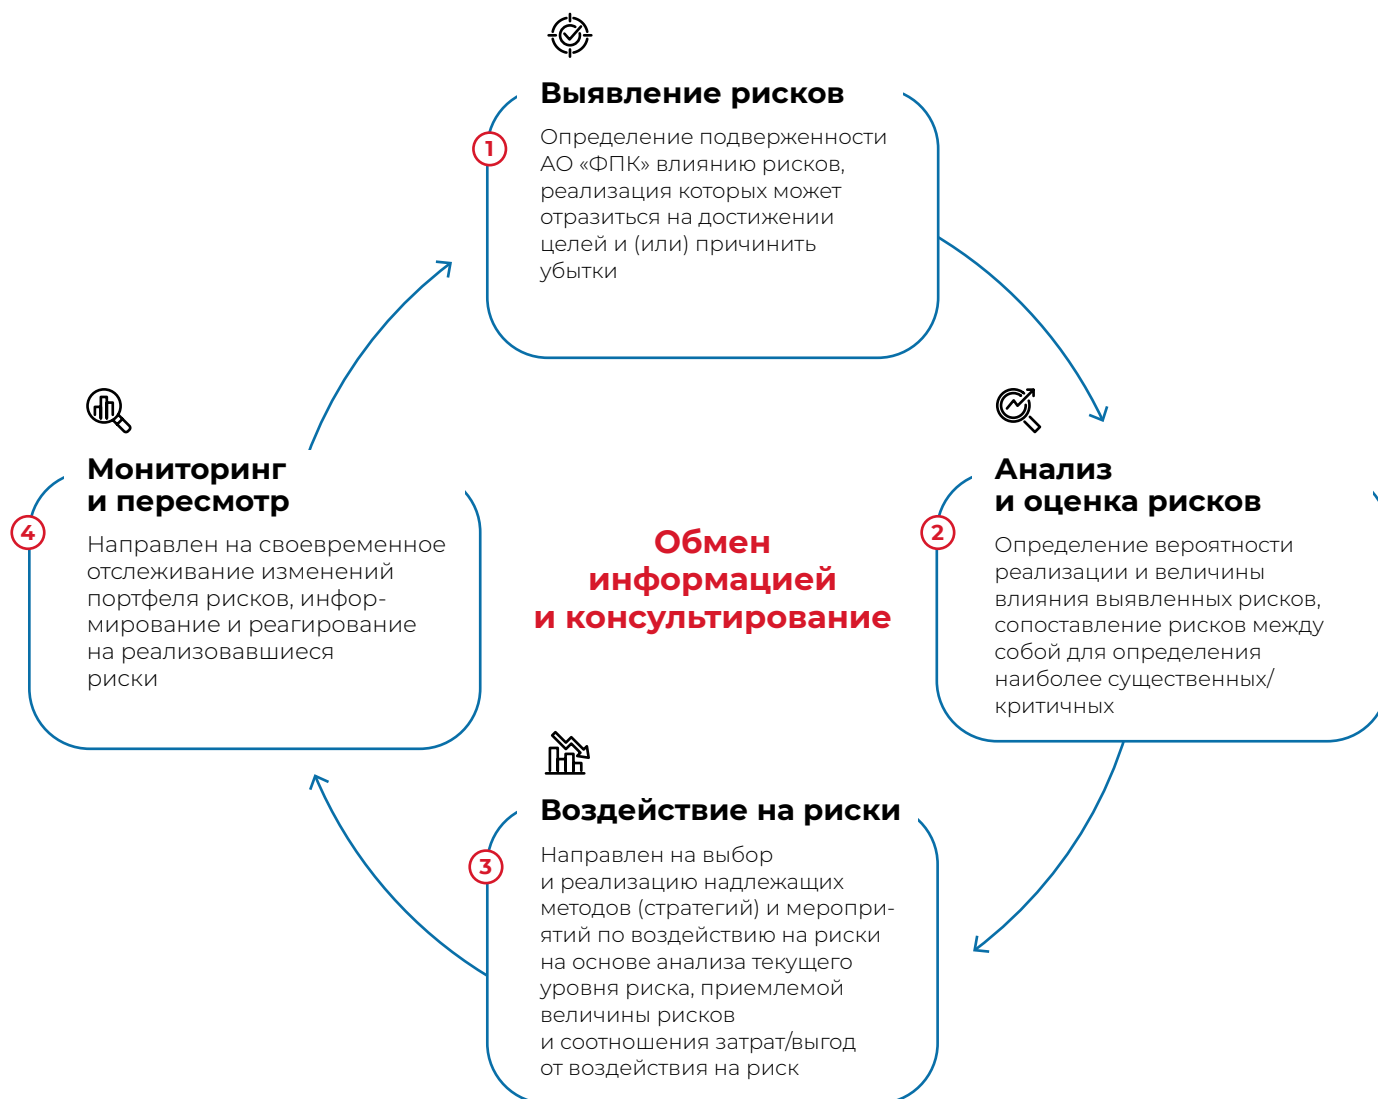 Выявление рисков
1
Определение подверженности
АО «ФПК» влиянию рисков,
реализация которых может
отразиться на достижении
целей и (или) причинить
убытки
Анализ
и оценка рисков
2
Определение вероятности
реализации и величины
влияния выявленных рисков,
сопоставление рисков между
собой для определения
наиболее существенных/
критичных
Воздействие на риски
3
Направлен на выбор
и реализацию надлежащих
методов (стратегий) и меропри-
ятий по воздействию на риски
на основе анализа текущего
уровня риска, приемлемой
величины рисков
и соотношения затрат/выгод
от воздействия на риск
Мониторинг
и пересмотр
4
Направлен на своевременное
отслеживание изменений
портфеля рисков, инфор-
мирование и реагирование
на реализовавшиеся
риски
Обмен
информацией
и консультирование